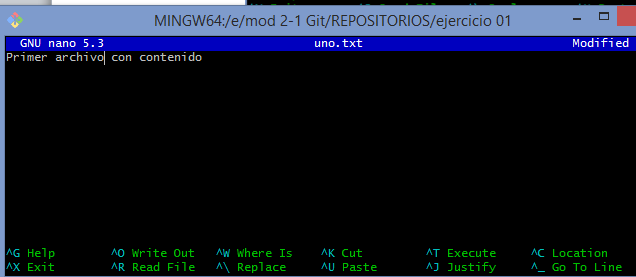 MINGW64:/e/mod 2-1 Git/REPOSITORIOS/ejercicio 01
GNU nano 5.3 uno.txt Modified
Primer archivo con contenido
^G Help ^O Write Out ^W Where Is ^K Cut ^T Execute ^C Location
^X Exit ^R Read File ^\ Replace ^U Paste ^J Justify ^_ Go To Line